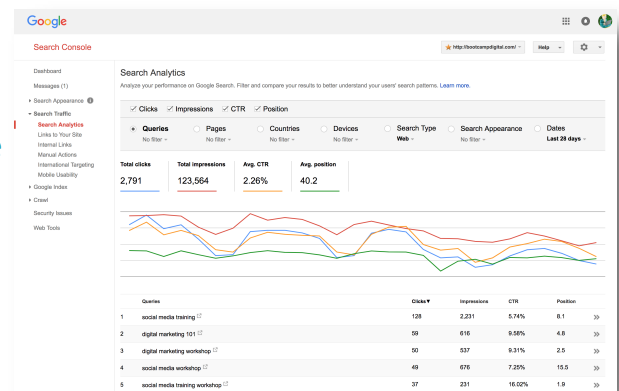 Google
Search Console
http://bootcampdigital.com/
Help
Dashboard
Messages (1)
Search Appearance
Search Traffic
Search Analytics
Links to Your Site
Internal Links
Manual Actions
International Targeting
Mobile Usability
Google Index
Crawl
Security Issues
Web Tools
Search Analytics
Analyze your performance on Google Search. Filter and compare your results to better understand your users' search patterns. Learn more.
Clicks Impressions CTR Position
Queries Pages Countries Devices Search Type Search Appearance Dates
No filter No filter No filter No filter Web No filter Last 28 days
Total clicks Total impressions Avg. CTR Avg. position
2,791 123,564 2.26% 40.2
Queries Clicks▼ Impressions CTR Position
1 social media training 128 2,231 5.74% 8.1 »
2 digital marketing 101 59 616 9.58% 4.8 »
3 digital marketing workshop 50 537 9.31% 2.5 »
4 social media workshop 49 676 7.25% 15.5 »
5 social media training workshop 37 231 16.02% 1.9 »